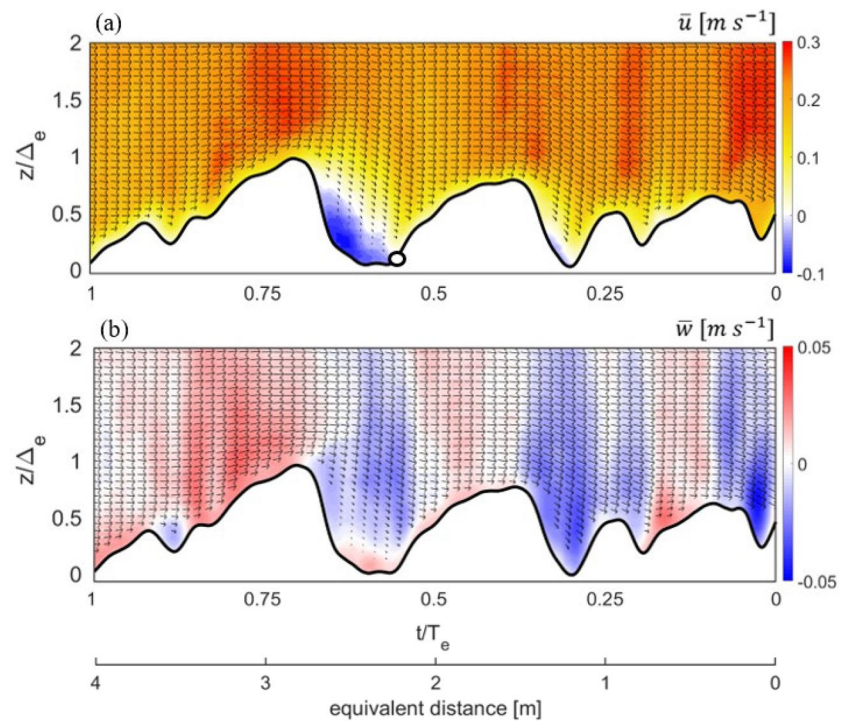 (a) ū [m s⁻¹]
2
1.5
1
0.5
0
z/Δₑ
0.3
0.2
0.1
0
-0.1
1 0.75 0.5 0.25 0
(b) w̄ [m s⁻¹]
2
1.5
1
0.5
0
z/Δₑ
0.05
0
-0.05
1 0.75 0.5 0.25 0
t/Tₑ
4 3 2 1 0
equivalent distance [m]